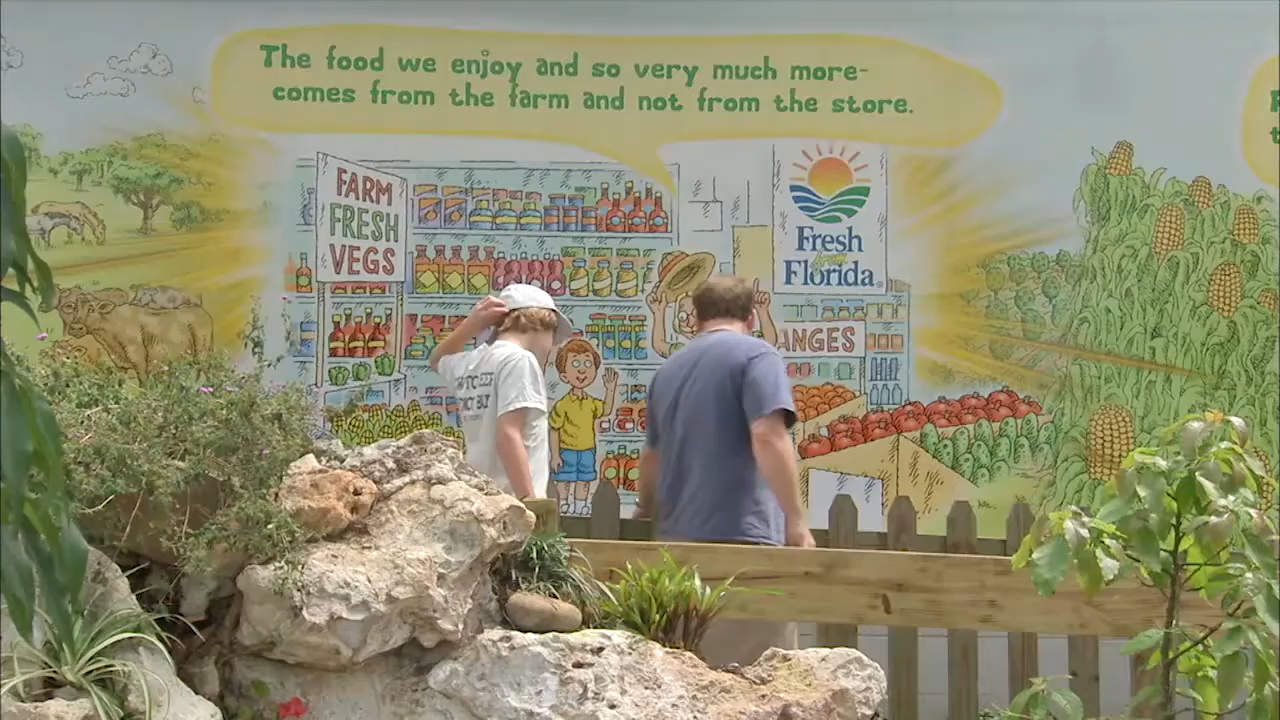 The food we enjoy and so very much more-
comes from the farm and not from the store.
FARM
FRESH
VEGS
Fresh
from
Florida®
ANGES